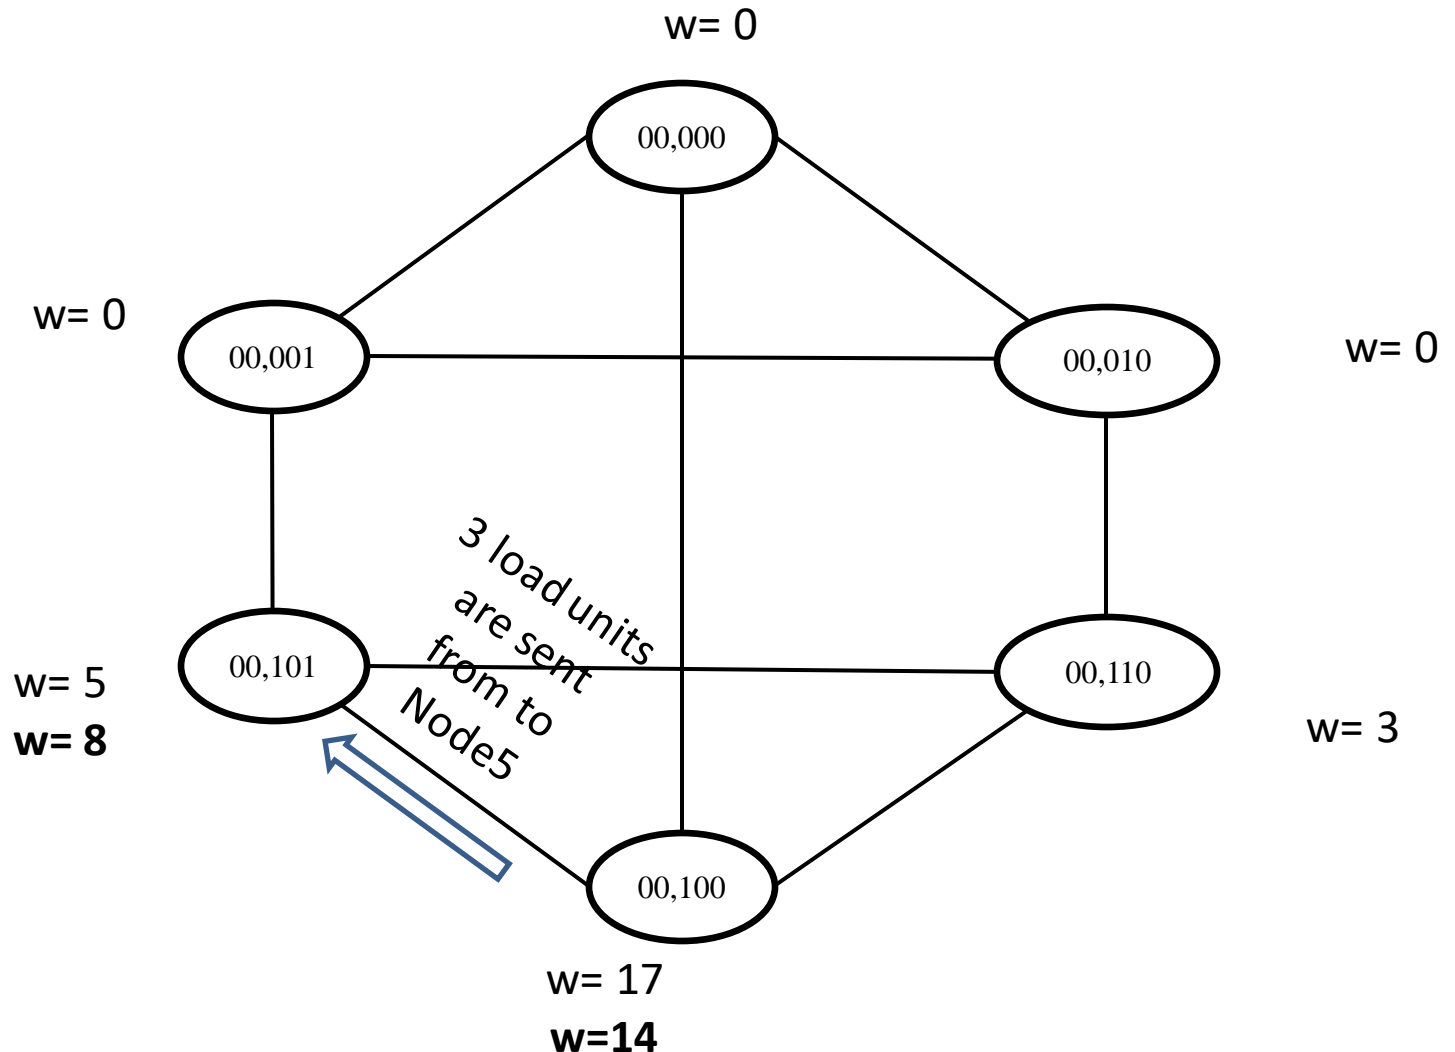 w= 0
00,000
w= 0
00,001
00,010
w= 0
3 load units
are sent
from to
Node5
00,101
00,110
w= 5
w= 8
w= 3
00,100
w= 17
w=14